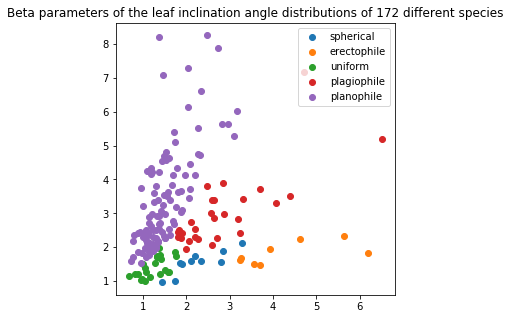 Beta parameters of the leaf inclination angle distributions of 172 different species
spherical
erectophile
uniform
plagiophile
planophile
8
7
6
5
4
3
2
1
1 2 3 4 5 6